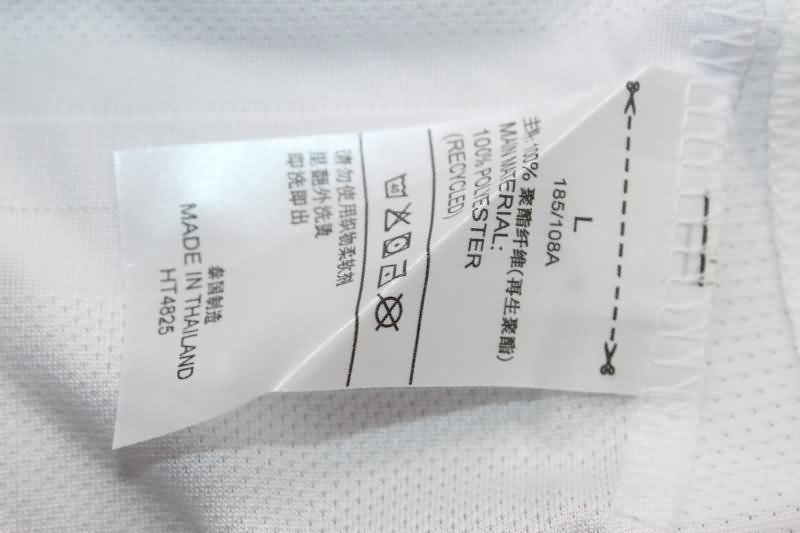 L
185/108A
主料:100% 聚酯纤维(再生聚酯)
MAIN MATERIAL:
100% POLYESTER
(RECYCLED)
请勿使用织物柔软剂
里翻外洗烫
即洗即出
泰国制造
MADE IN THAILAND
HT4825